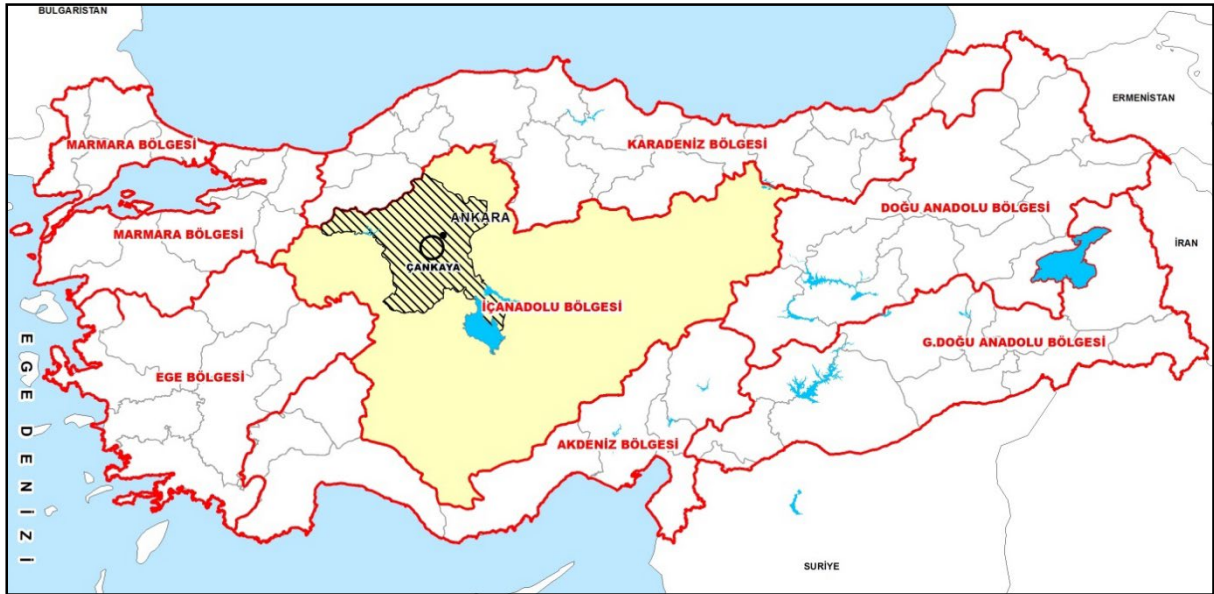 BULGARİSTAN
ERMENİSTAN
MARMARA BÖLGESİ
KARADENİZ BÖLGESİ
DOĞU ANADOLU BÖLGESİ
ANKARA
MARMARA BÖLGESİ
İRAN
ÇANKAYA
İÇANADOLU BÖLGESİ
G.DOĞU ANADOLU BÖLGESİ
EGE BÖLGESİ
EGE DENİZİ
AKDENİZ BÖLGESİ
SURİYE